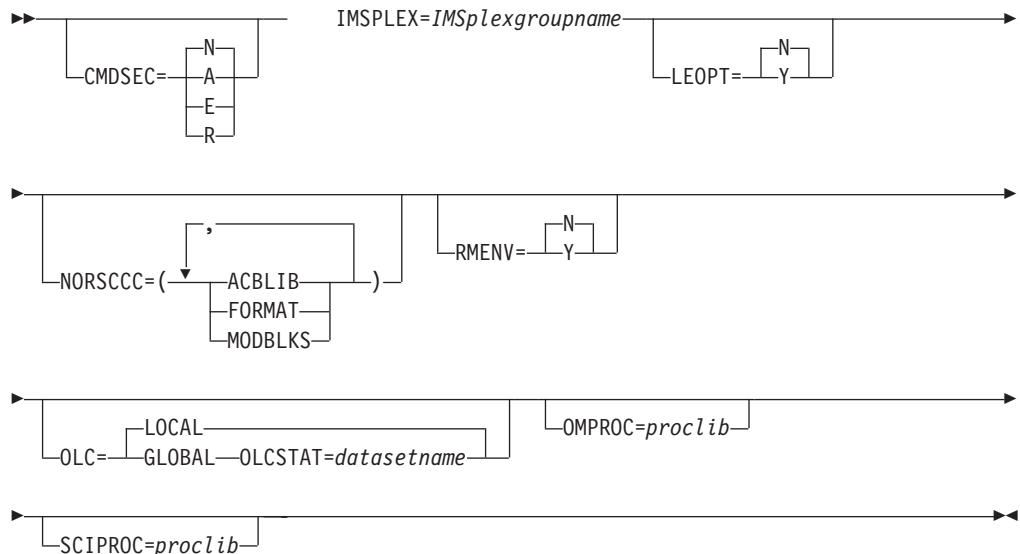 IMSPLEX=IMSplexgroupname
N N
CMDSEC= A LEOPT= Y
E
R
, N
NORSCCC=( ACBLIB ) RMENV= Y
FORMAT
MODBLKS
LOCAL OMPROC=proclib
OLC= GLOBAL OLCSTAT=datasetname
SCIPROC=proclib